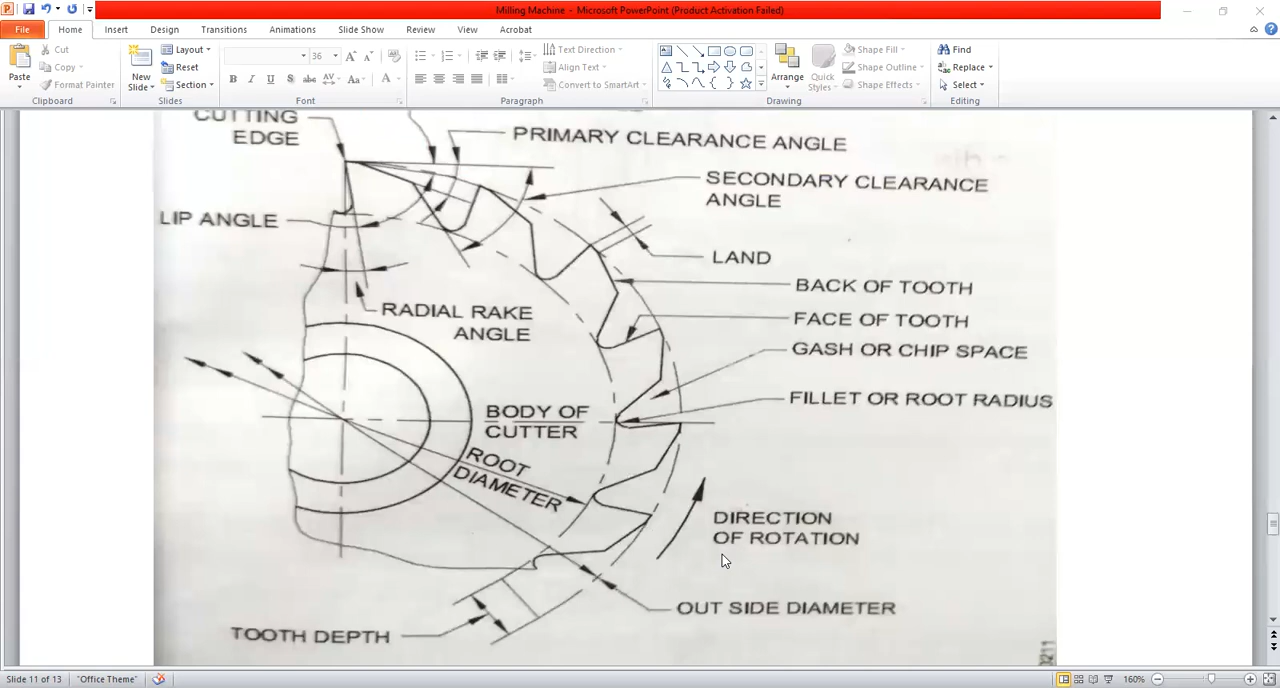 Milling Machine - Microsoft PowerPoint (Product Activation Failed)
File Home Insert Design Transitions Animations Slide Show Review View Acrobat
Paste
Cut
Copy
Format Painter
Clipboard
New
Slide
Layout
Reset
Section
Slides
36
Font
Text Direction
Align Text
Convert to SmartArt
Paragraph
Arrange
Quick
Styles
Shape Fill
Shape Outline
Shape Effects
Drawing
Find
Replace
Select
Editing
CUTTING
EDGE
PRIMARY CLEARANCE ANGLE
SECONDARY CLEARANCE
ANGLE
LIP ANGLE
LAND
BACK OF TOOTH
RADIAL RAKE
ANGLE
FACE OF TOOTH
GASH OR CHIP SPACE
FILLET OR ROOT RADIUS
BODY OF
CUTTER
ROOT
DIAMETER
DIRECTION
OF ROTATION
OUT SIDE DIAMETER
TOOTH DEPTH
Slide 11 of 13 "Office Theme" 160%